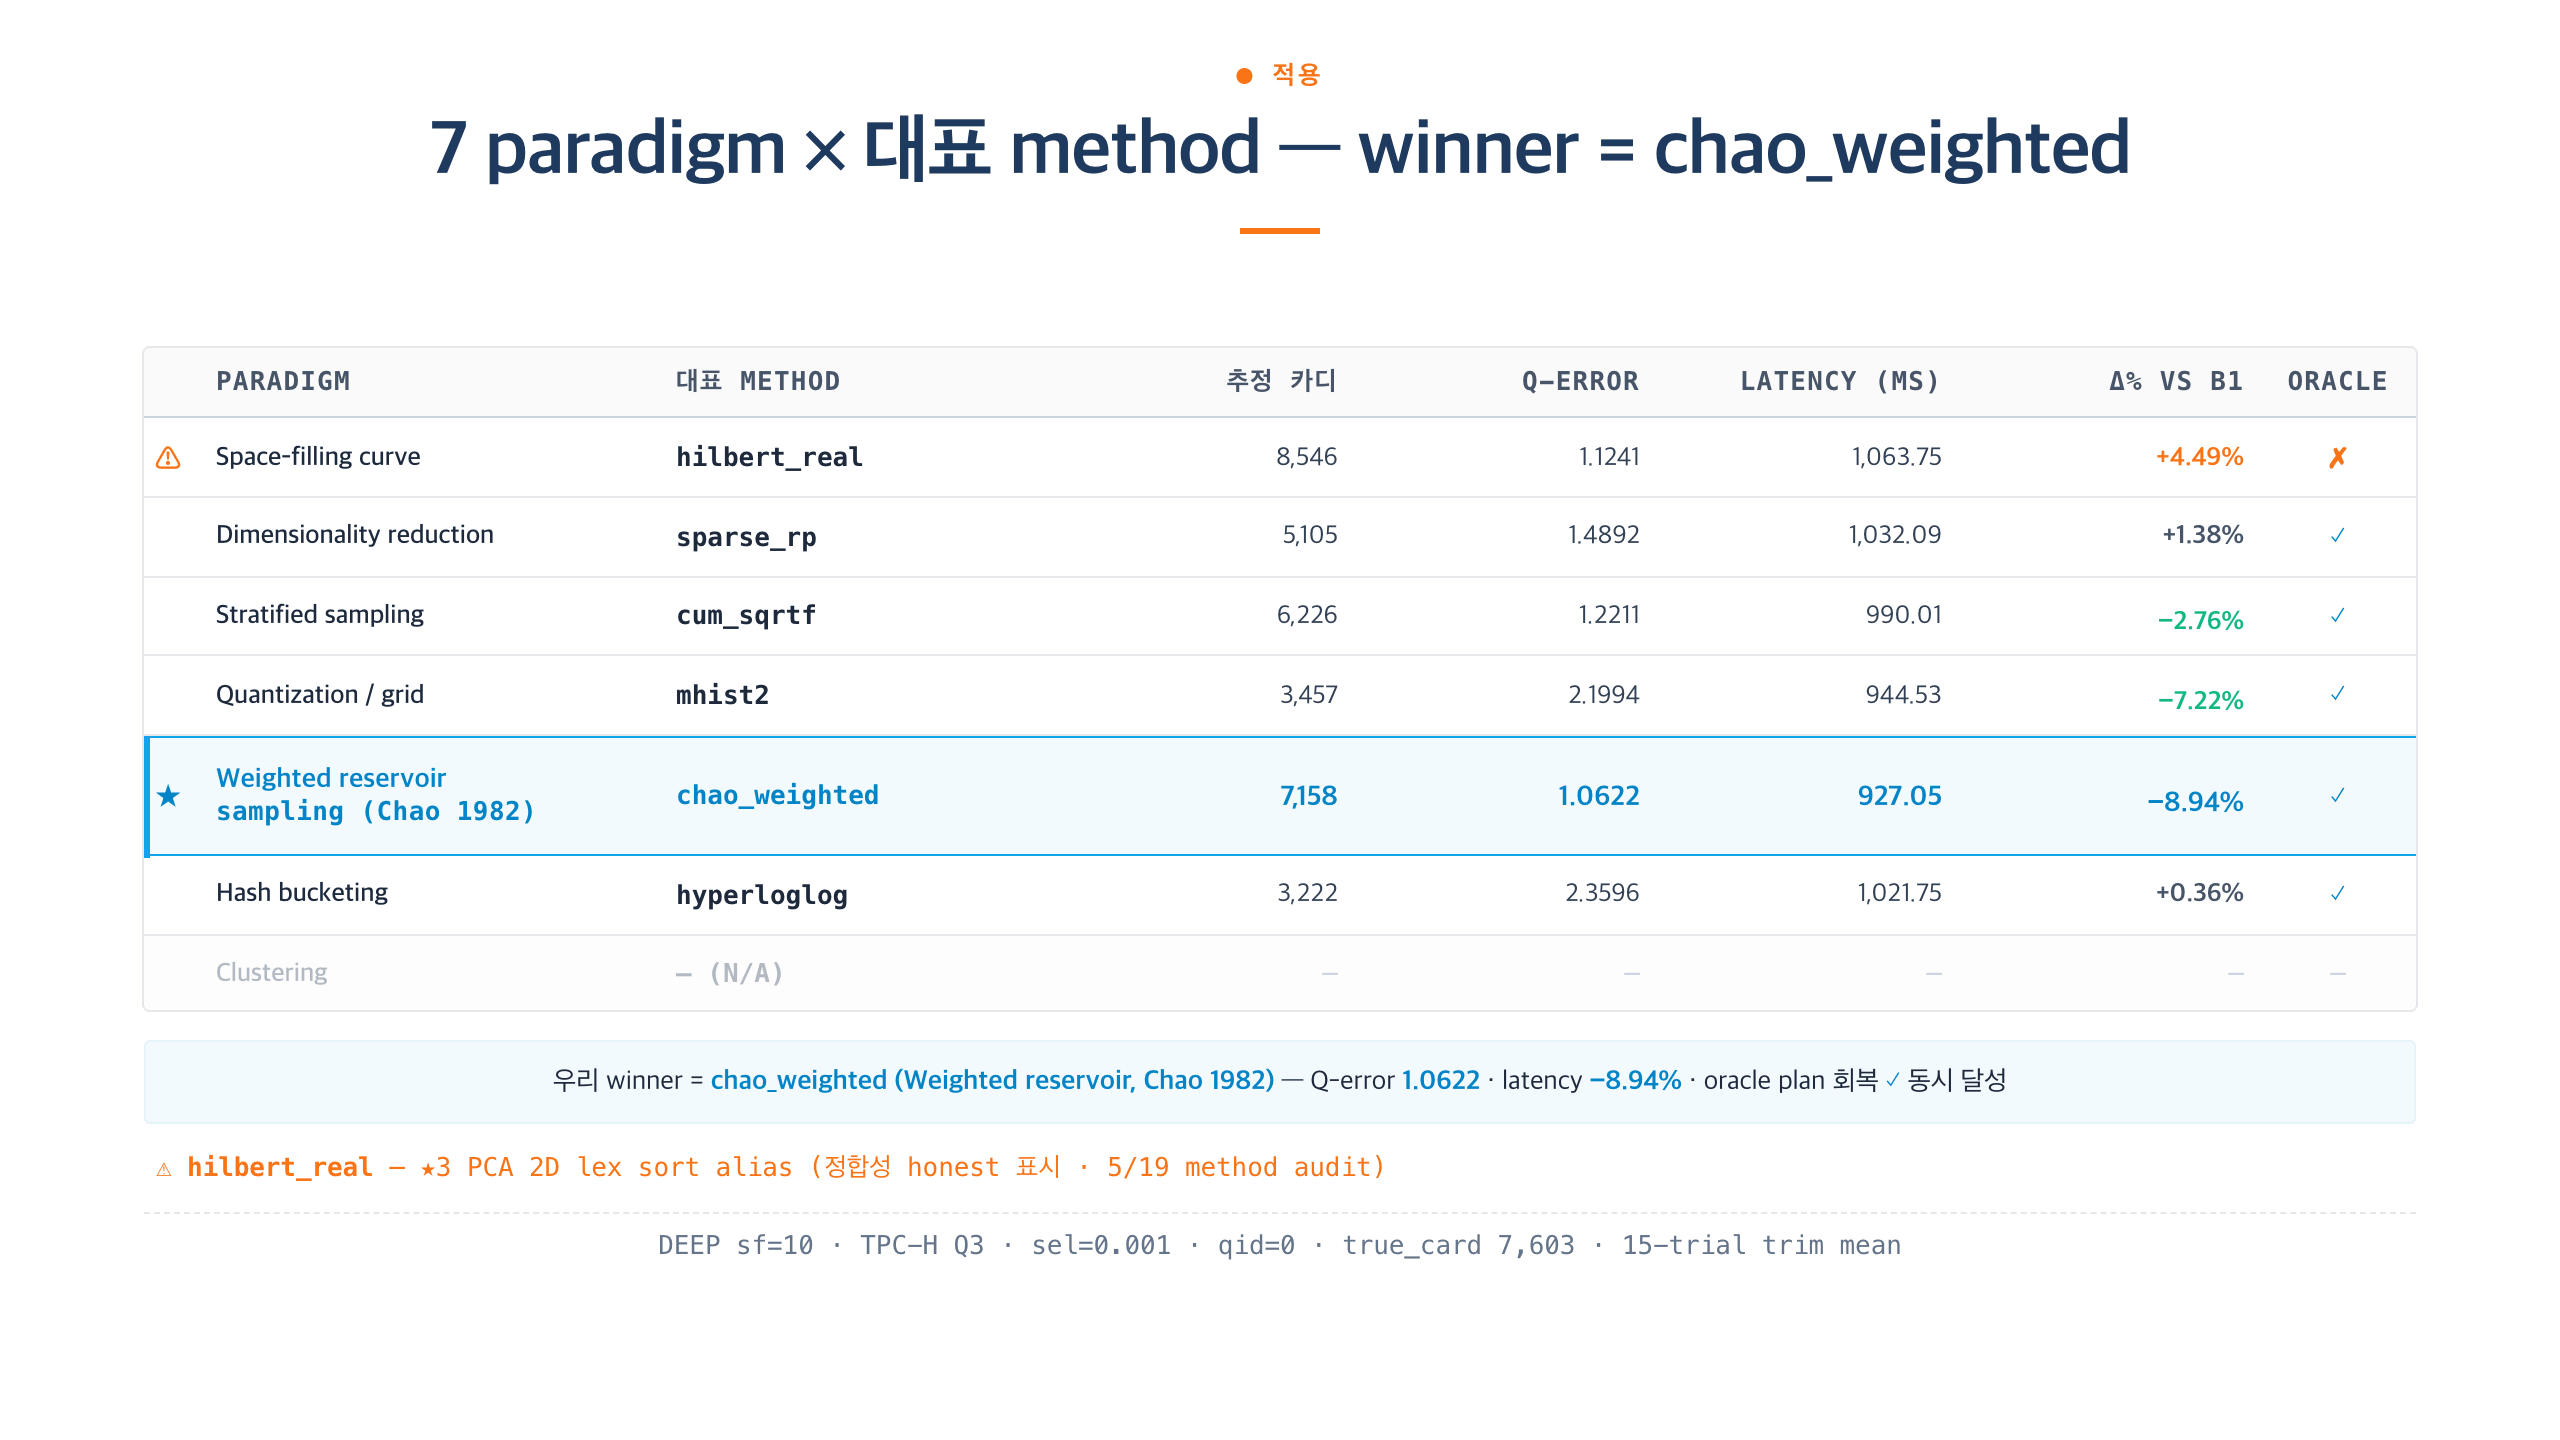 ● 적용
7 paradigm × 대표 method — winner = chao_weighted
PARADIGM 대표 METHOD 추정 카디 Q-ERROR LATENCY (MS) Δ% VS B1 ORACLE
⚠ Space-filling curve hilbert_real 8,546 1.1241 1,063.75 +4.49% ✗
Dimensionality reduction sparse_rp 5,105 1.4892 1,032.09 +1.38% ✓
Stratified sampling cum_sqrtf 6,226 1.2211 990.01 −2.76% ✓
Quantization / grid mhist2 3,457 2.1994 944.53 −7.22% ✓
★ Weighted reservoir
sampling (Chao 1982) chao_weighted 7,158 1.0622 927.05 −8.94% ✓
Hash bucketing hyperloglog 3,222 2.3596 1,021.75 +0.36% ✓
Clustering — (N/A) — — — — —
우리 winner = chao_weighted (Weighted reservoir, Chao 1982) — Q-error 1.0622 · latency −8.94% · oracle plan 회복 ✓ 동시 달성
⚠ hilbert_real — ★3 PCA 2D lex sort alias (정합성 honest 표시 · 5/19 method audit)
DEEP sf=10 · TPC-H Q3 · sel=0.001 · qid=0 · true_card 7,603 · 15-trial trim mean